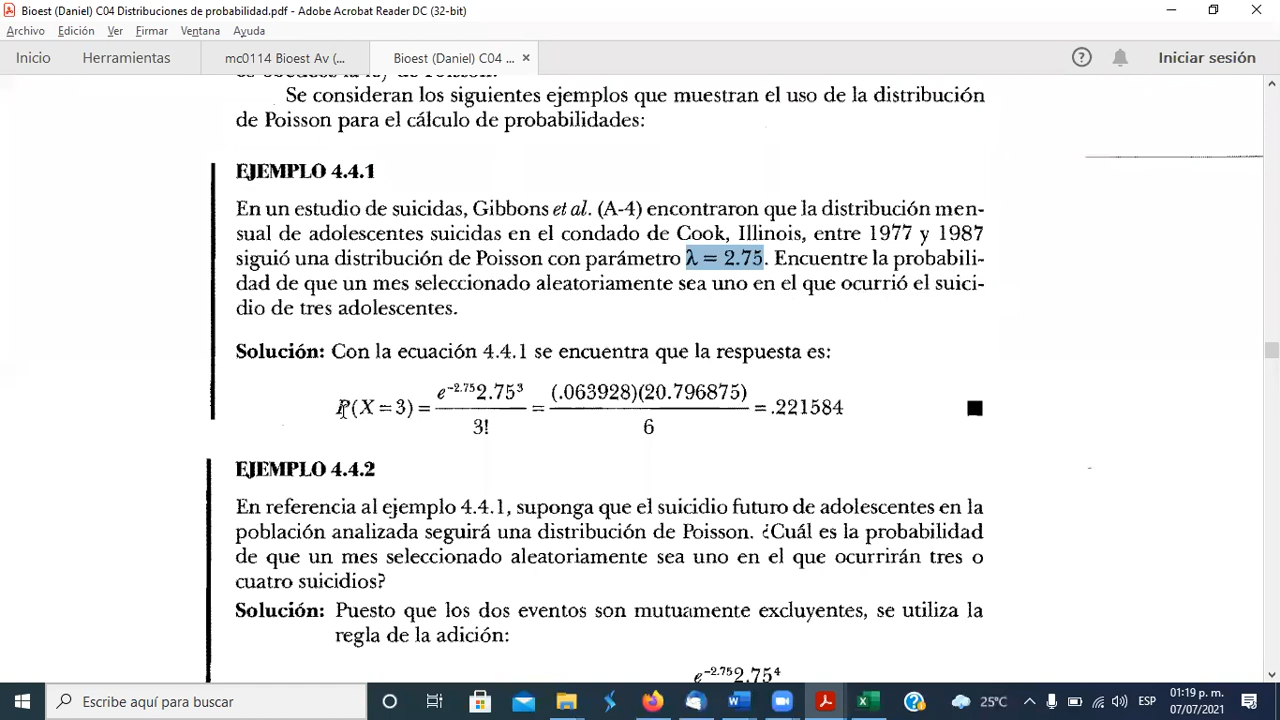 Bioest (Daniel) C04 Distribuciones de probabilidad.pdf - Adobe Acrobat Reader DC (32-bit)
Archivo Edición Ver Firmar Ventana Ayuda
Inicio Herramientas mc0114 Bioest Av (... Bioest (Daniel) C04 ... × ? Iniciar sesión
Se consideran los siguientes ejemplos que muestran el uso de la distribución
de Poisson para el cálculo de probabilidades:
EJEMPLO 4.4.1
En un estudio de suicidas, Gibbons et al. (A-4) encontraron que la distribución men-
sual de adolescentes suicidas en el condado de Cook, Illinois, entre 1977 y 1987
siguió una distribución de Poisson con parámetro λ = 2.75. Encuentre la probabili-
dad de que un mes seleccionado aleatoriamente sea uno en el que ocurrió el suici-
dio de tres adolescentes.
Solución: Con la ecuación 4.4.1 se encuentra que la respuesta es:
P(X = 3) = e⁻²·⁷⁵2.75³ / 3! = (.063928)(20.796875) / 6 = .221584
EJEMPLO 4.4.2
En referencia al ejemplo 4.4.1, suponga que el suicidio futuro de adolescentes en la
población analizada seguirá una distribución de Poisson. ¿Cuál es la probabilidad
de que un mes seleccionado aleatoriamente sea uno en el que ocurrirán tres o
cuatro suicidios?
Solución: Puesto que los dos eventos son mutuamente excluyentes, se utiliza la
regla de la adición:
e⁻²·⁷⁵2.75⁴
Escribe aquí para buscar 25°C ESP 01:19 p. m.
07/07/2021